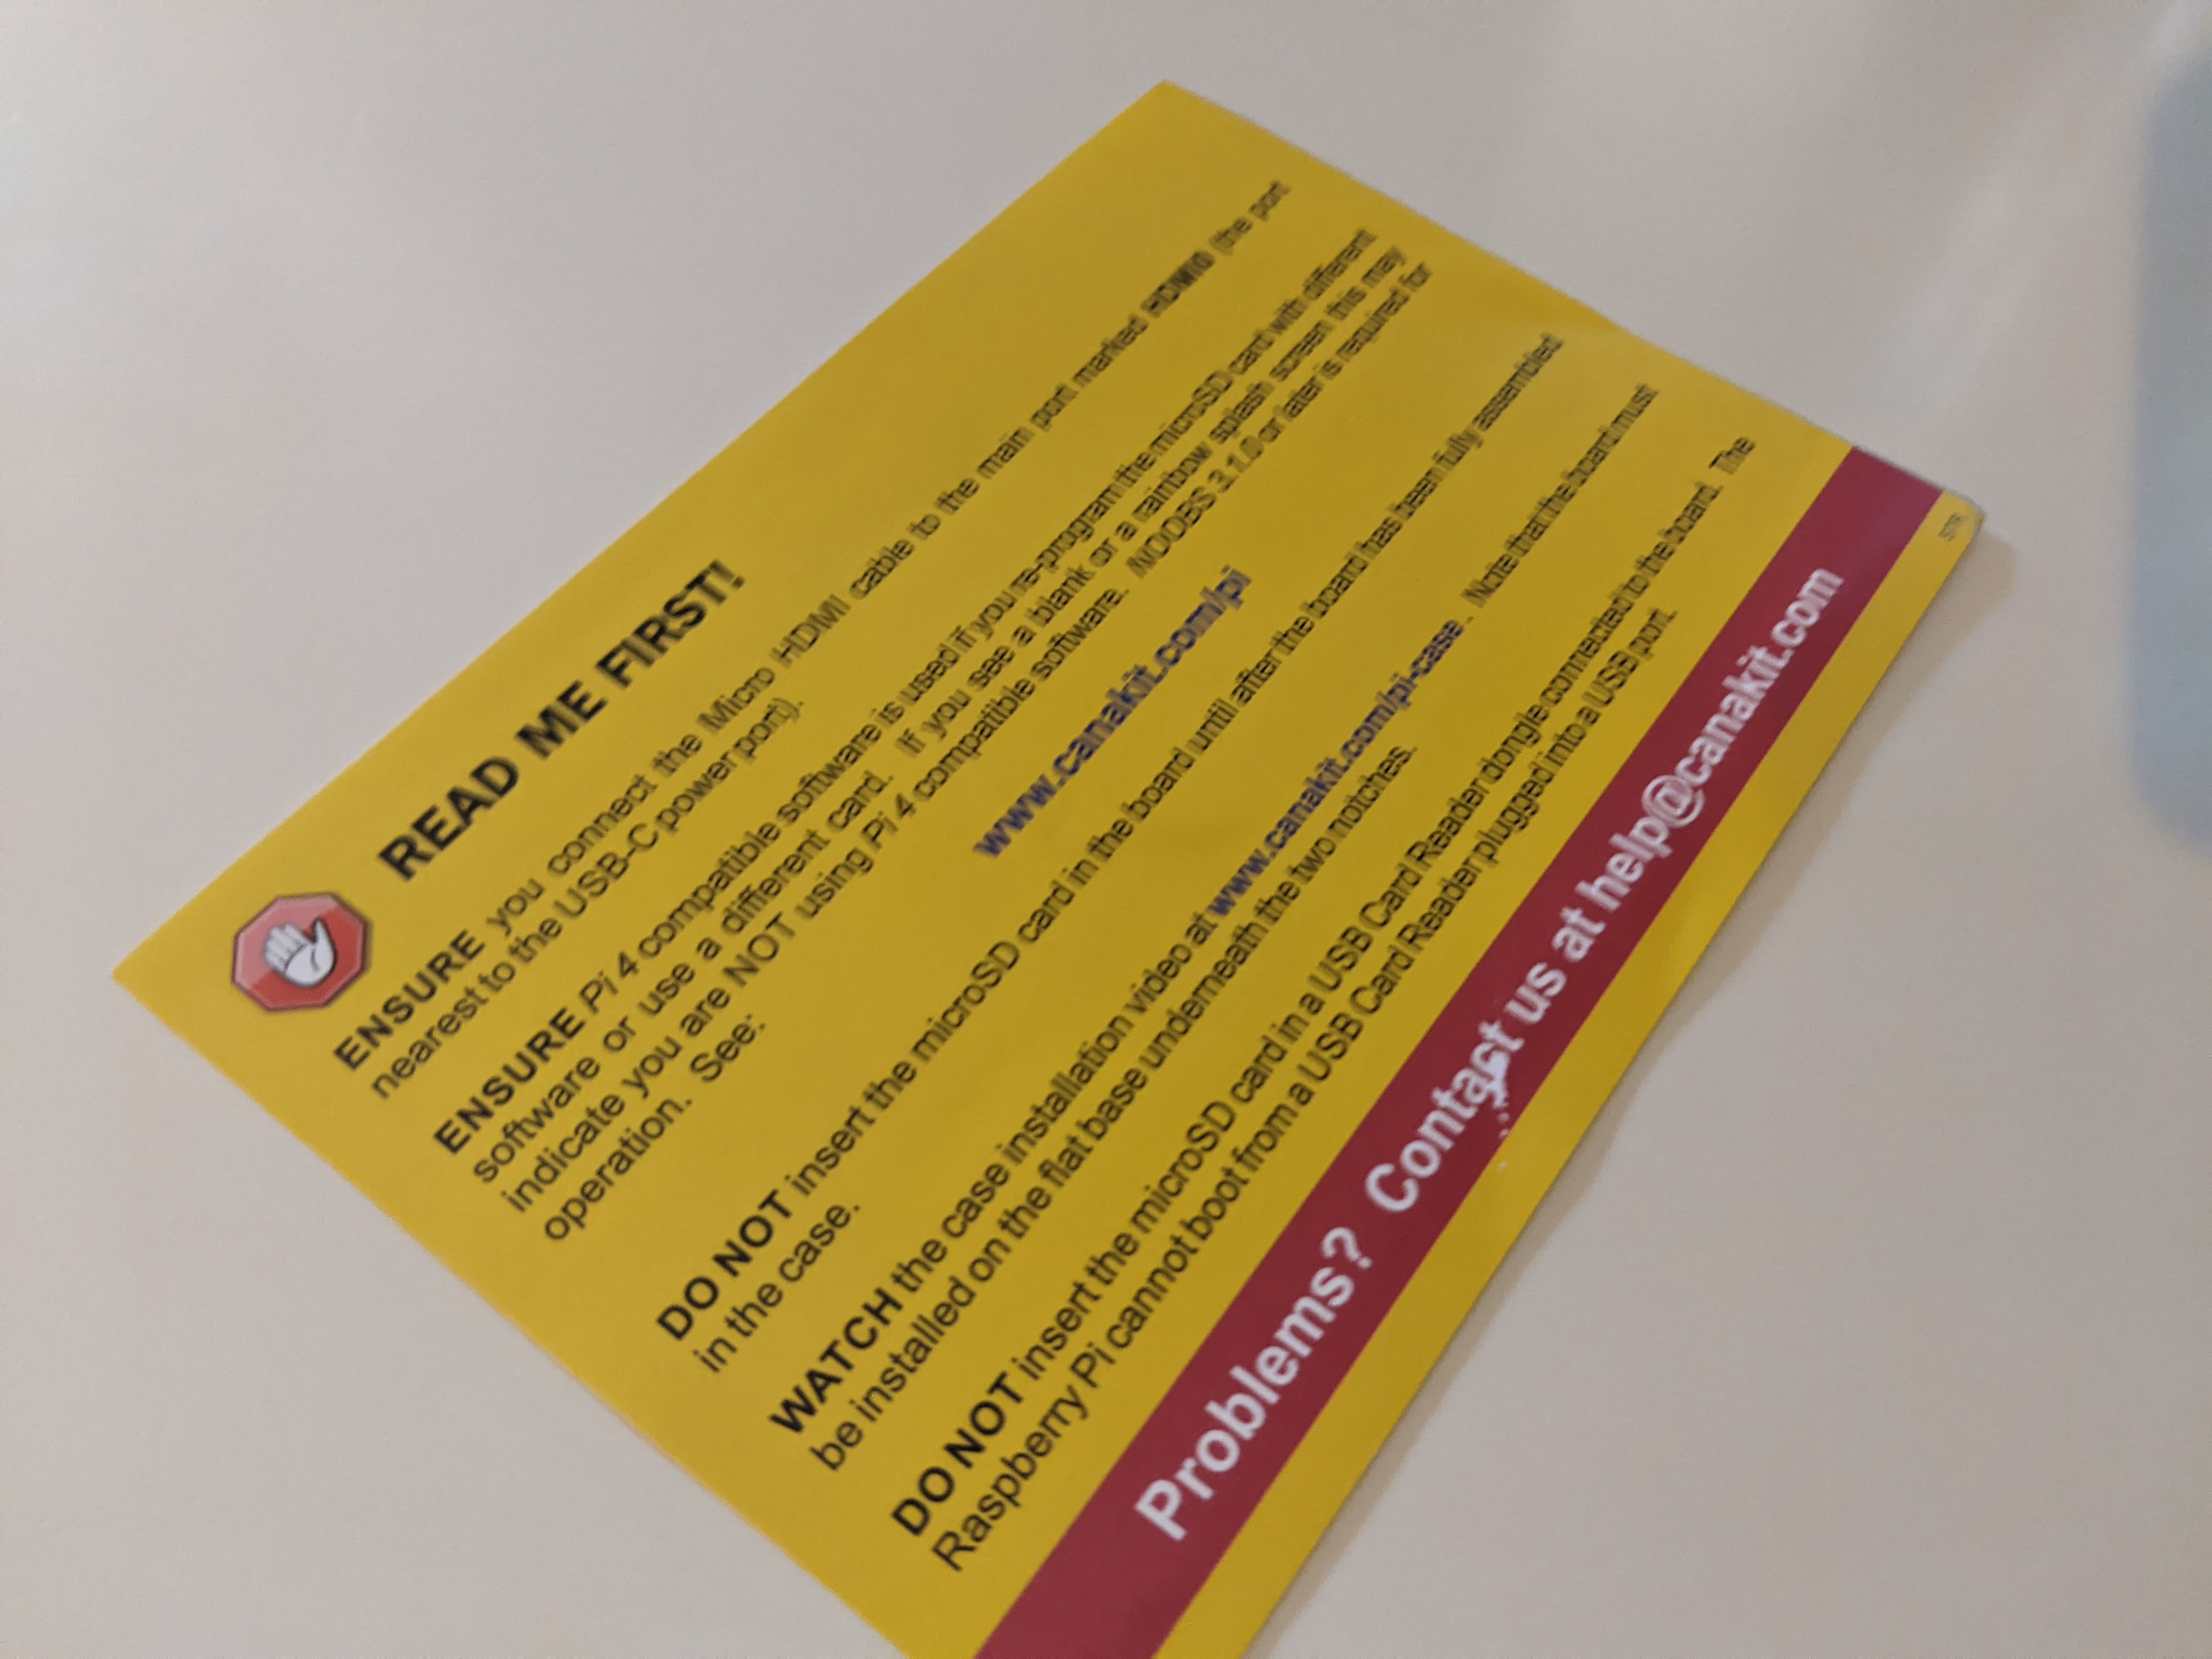 READ ME FIRST!
ENSURE you connect the Micro HDMI cable to the main port marked HDMI0 (the port
nearest to the USB-C power port).
ENSURE Pi 4 compatible software is used if you re-program the microSD card with different
software or use a different card. If you see a blank or a rainbow splash screen this may
indicate you are NOT using Pi 4 compatible software. NOOBS 3.1.0 or later is required for
operation. See:
www.canakit.com/pi
DO NOT insert the microSD card in the board until after the board has been fully assembled
in the case.
WATCH the case installation video at www.canakit.com/pi-case. Note that the board must
be installed on the flat base underneath the two notches.
DO NOT insert the microSD card in a USB Card Reader dongle connected to the board. The
Raspberry Pi cannot boot from a USB Card Reader plugged into a USB port.
Problems? Contact us at help@canakit.com